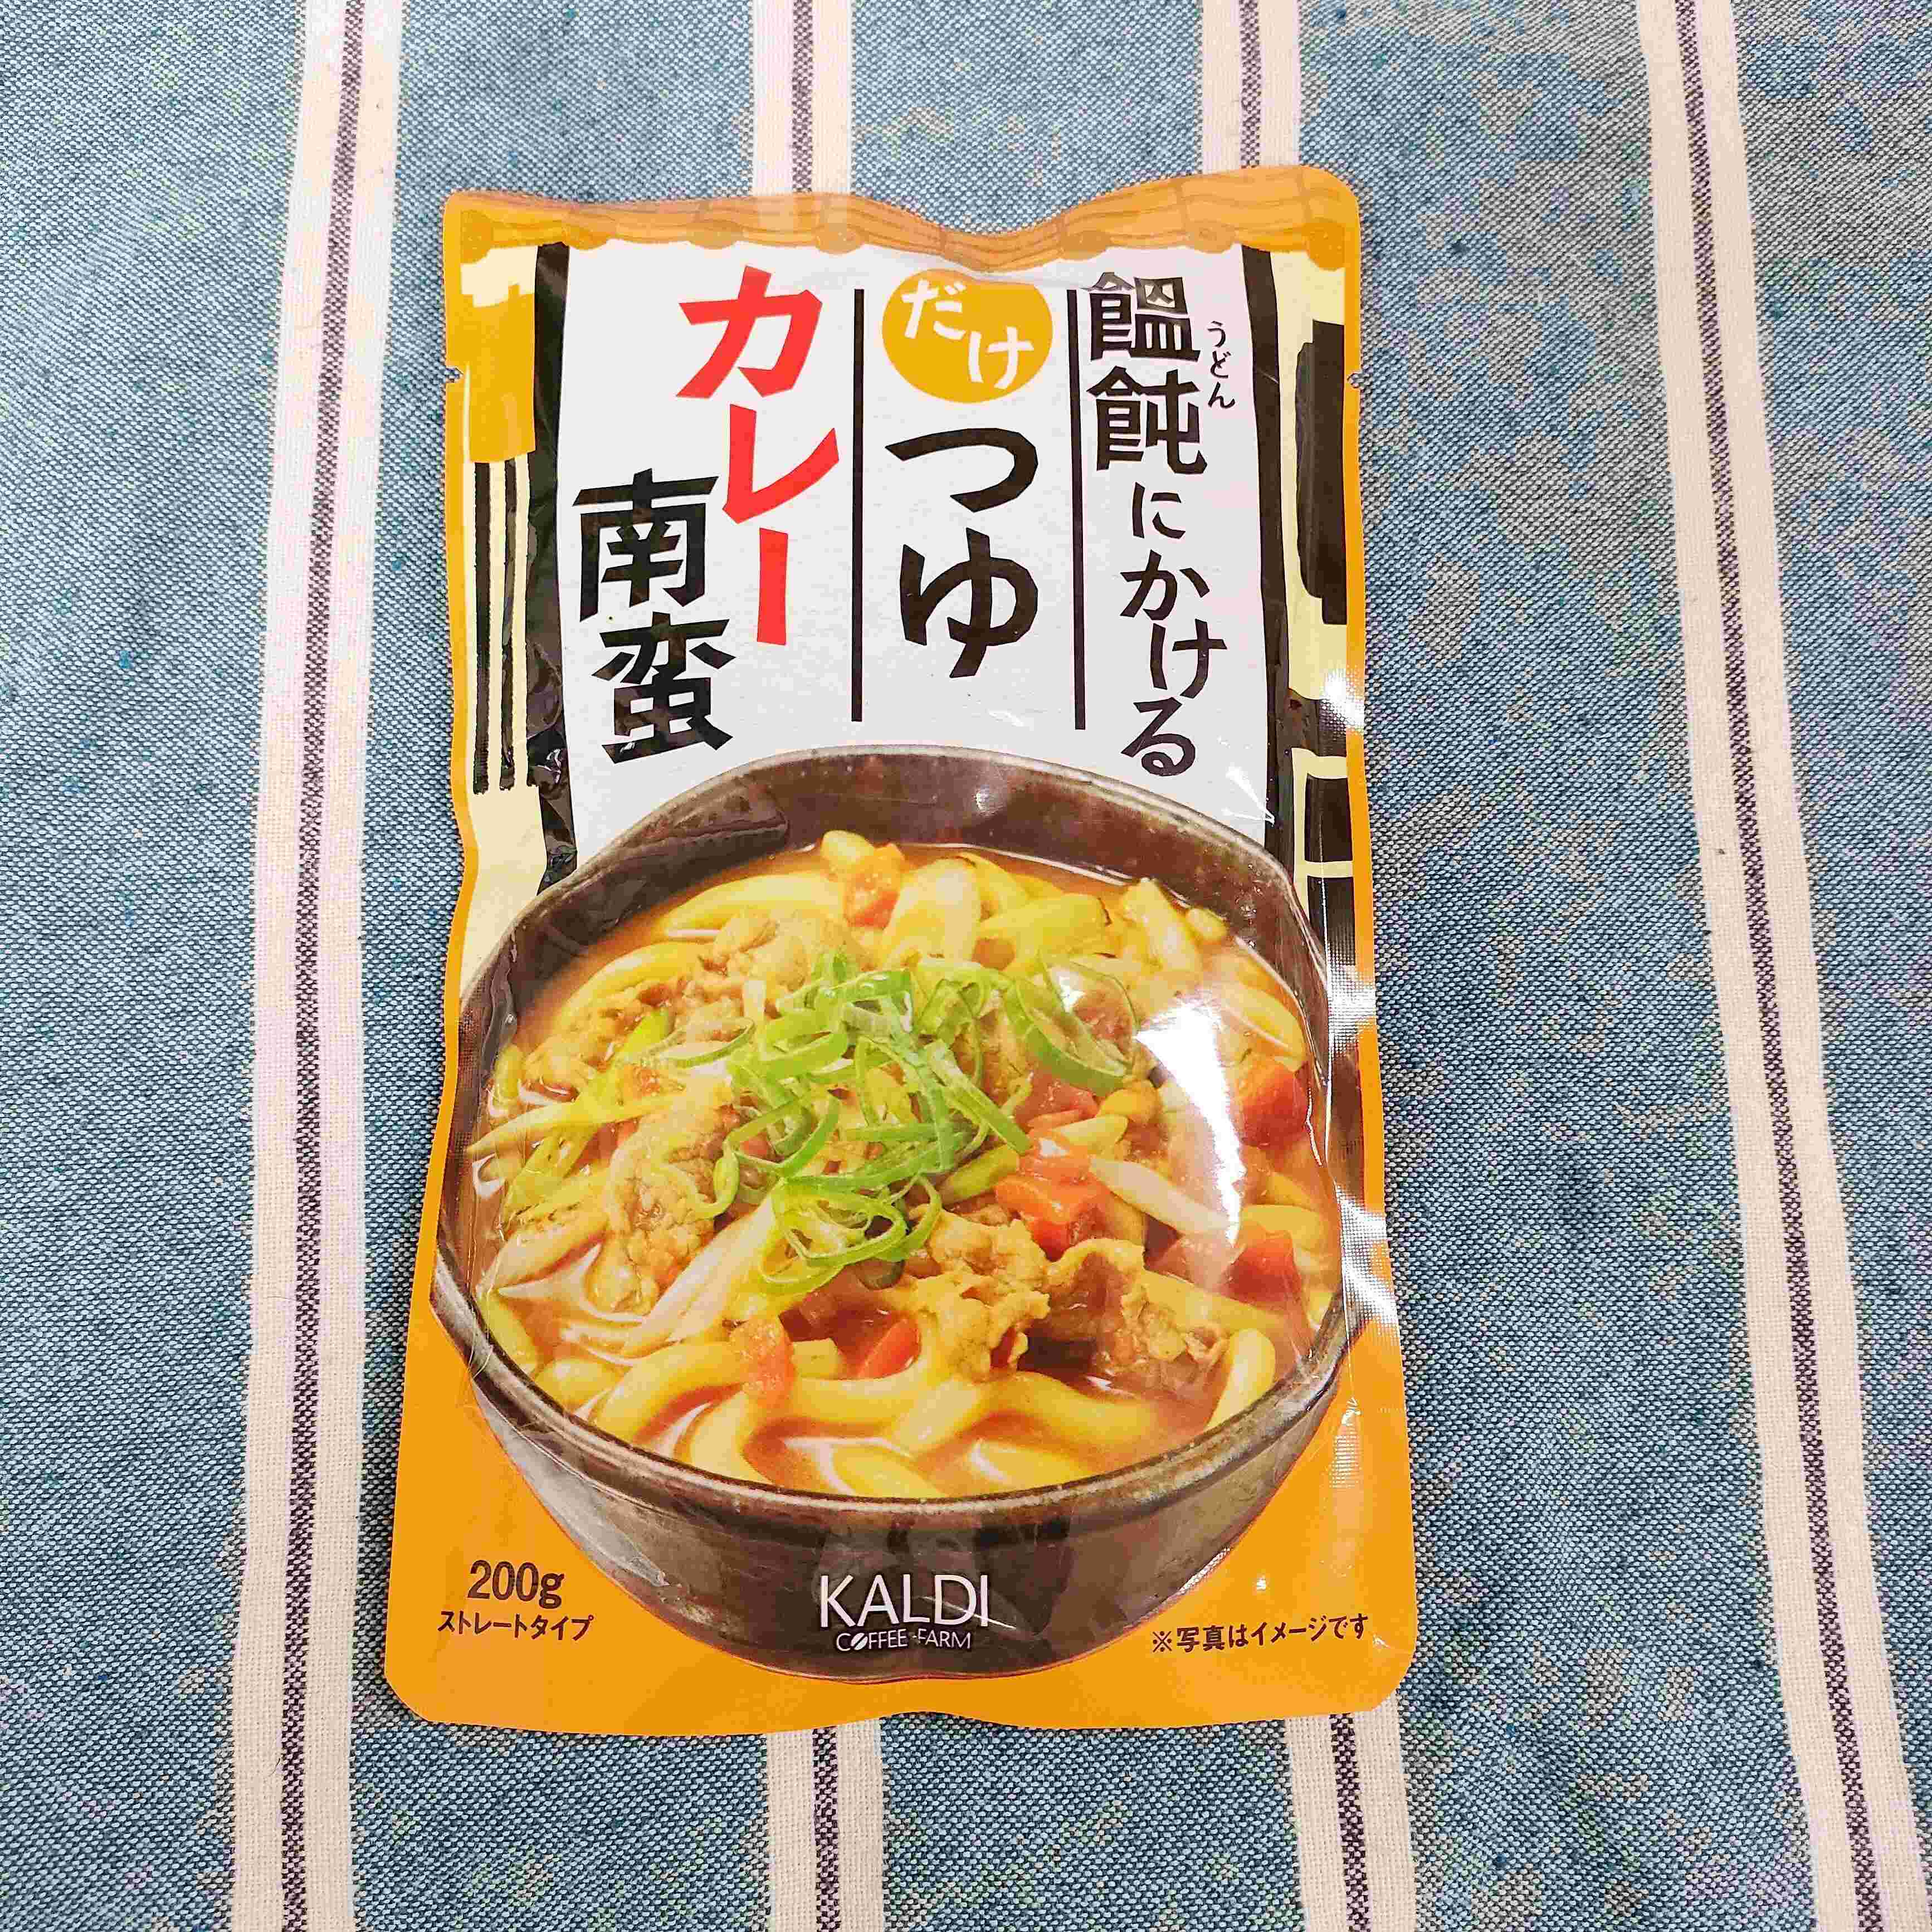 饂飩にかける
うどん
だけ
つゆ
カレー
南蛮
200g
ストレートタイプ
KALDI
COFFEE FARM
※写真はイメージです